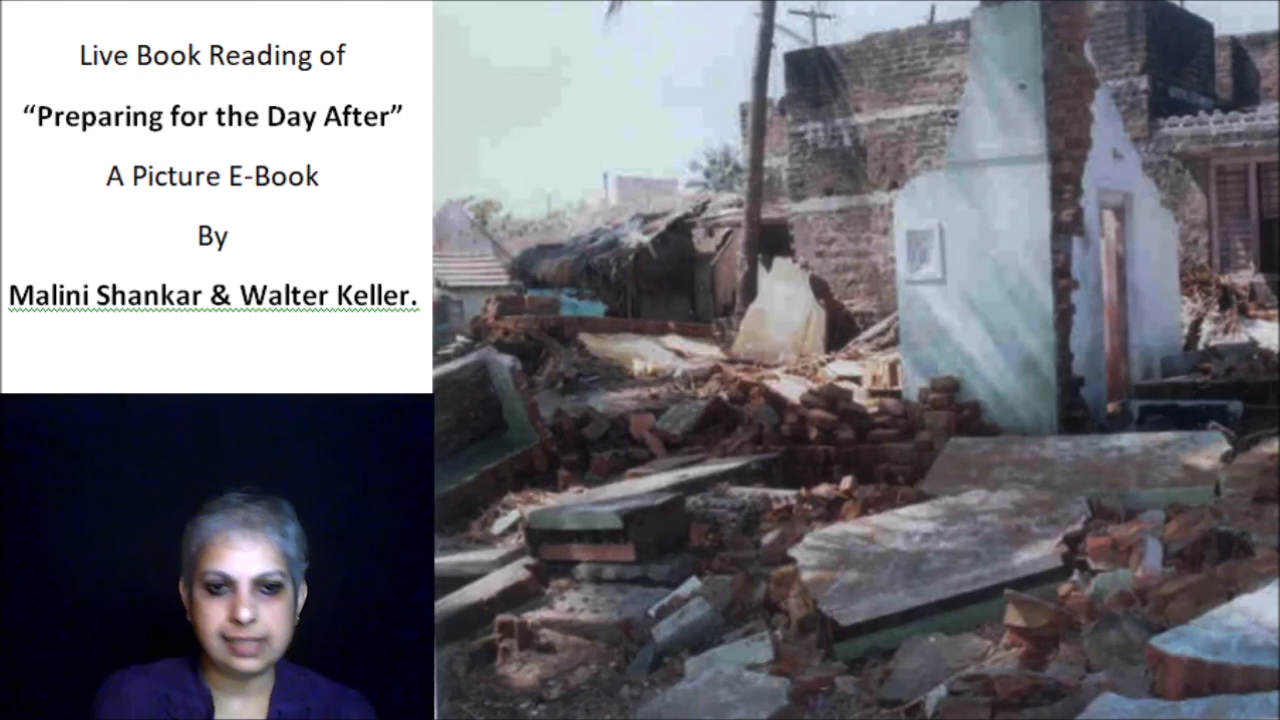 Live Book Reading of
“Preparing for the Day After”
A Picture E-Book
By
Malini Shankar & Walter Keller.